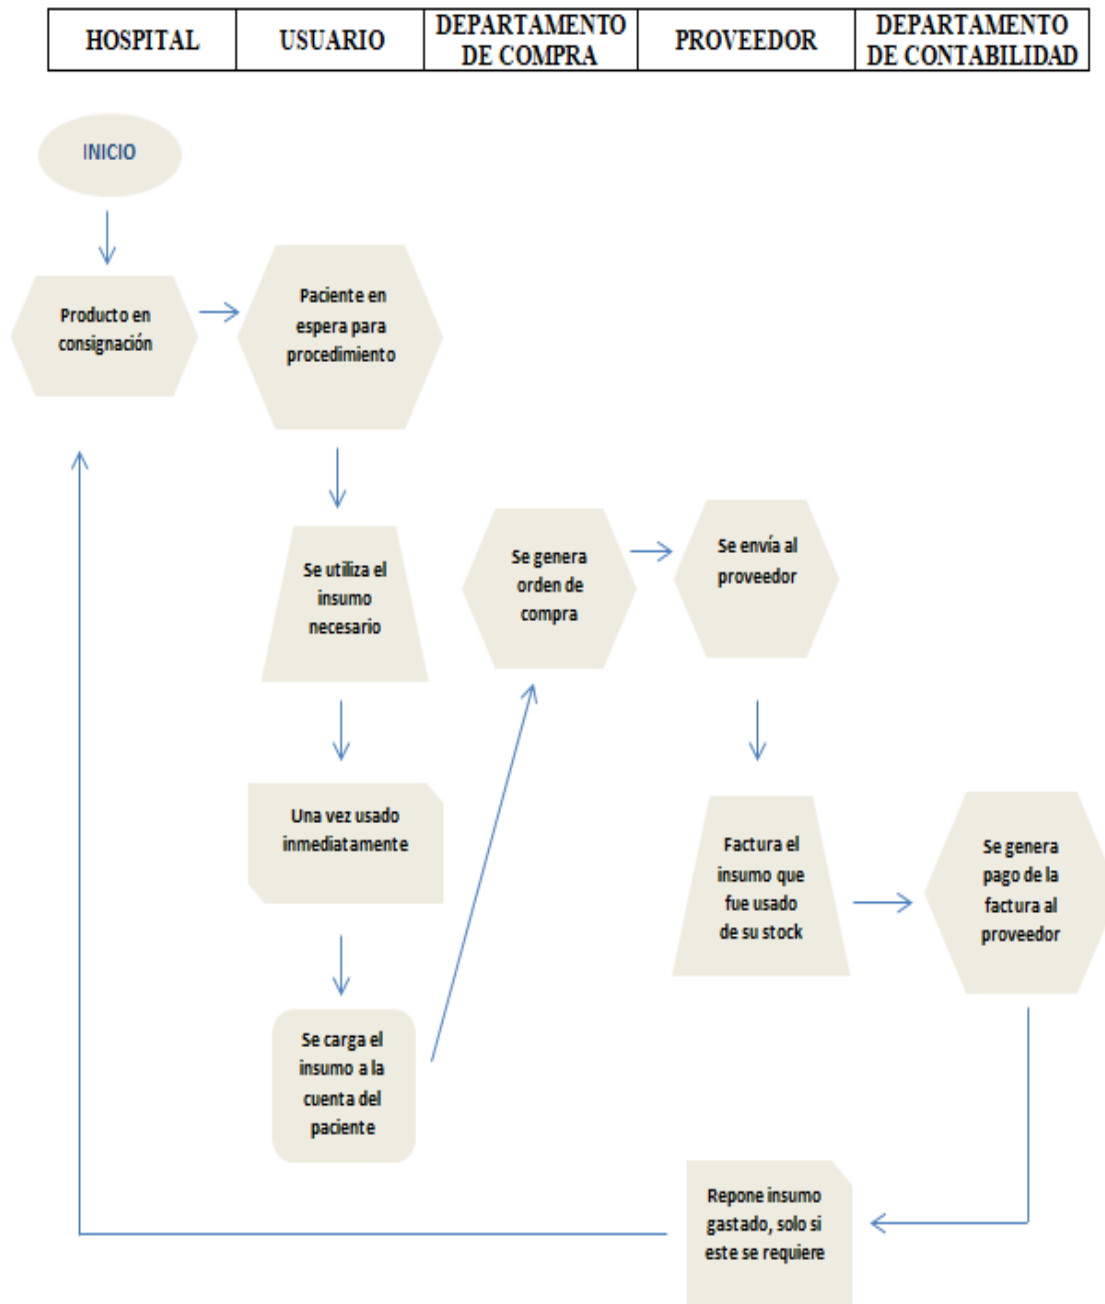 HOSPITAL
USUARIO
DEPARTAMENTO
DE COMPRA
PROVEEDOR
DEPARTAMENTO
DE CONTABILIDAD
INICIO
Producto en
consignación
Paciente en
espera para
procedimiento
Se utiliza el
insumo
necesario
Una vez usado
inmediatamente
Se carga el
insumo a la
cuenta del
paciente
Se genera
orden de
compra
Se envía al
proveedor
Factura el
insumo que
fue usado
de su stock
Se genera
pago de la
factura al
proveedor
Repone insumo
gastado, solo si
este se requiere